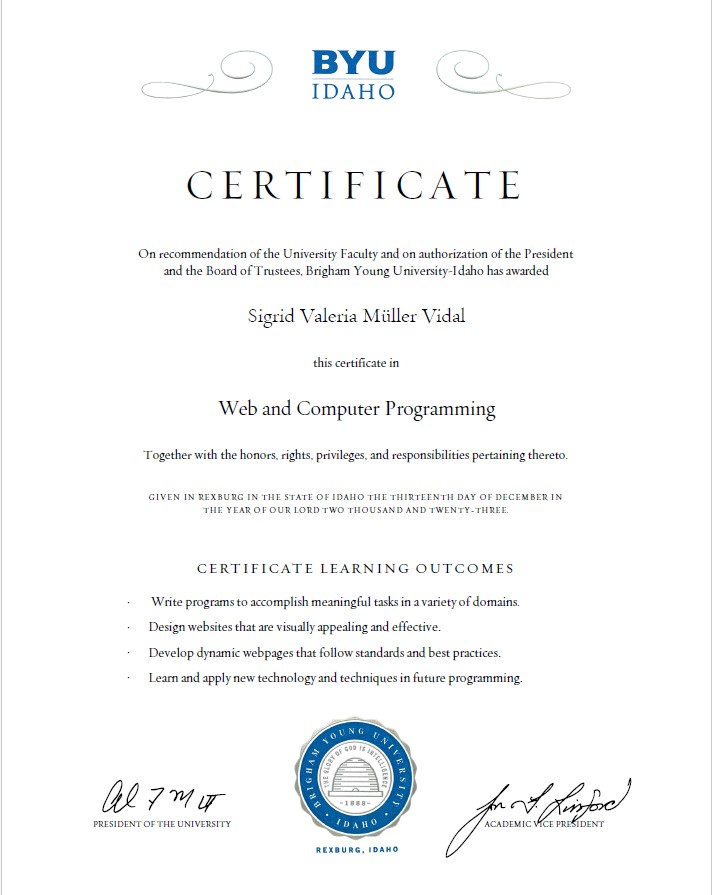 BYU
IDAHO
CERTIFICATE
On recommendation of the University Faculty and on authorization of the President
and the Board of Trustees, Brigham Young University-Idaho has awarded
Sigrid Valeria Müller Vidal
this certificate in
Web and Computer Programming
Together with the honors, rights, privileges, and responsibilities pertaining thereto.
GIVEN IN REXBURG IN THE STATE OF IDAHO THE THIRTEENTH DAY OF DECEMBER IN
THE YEAR OF OUR LORD TWO THOUSAND AND TWENTY-THREE.
CERTIFICATE LEARNING OUTCOMES
· Write programs to accomplish meaningful tasks in a variety of domains.
· Design websites that are visually appealing and effective.
· Develop dynamic webpages that follow standards and best practices.
· Learn and apply new technology and techniques in future programming.
BRIGHAM YOUNG UNIVERSITY
THE GLORY OF GOD IS INTELLIGENCE
-1888-
· IDAHO ·
REXBURG, IDAHO
PRESIDENT OF THE UNIVERSITY
ACADEMIC VICE PRESIDENT